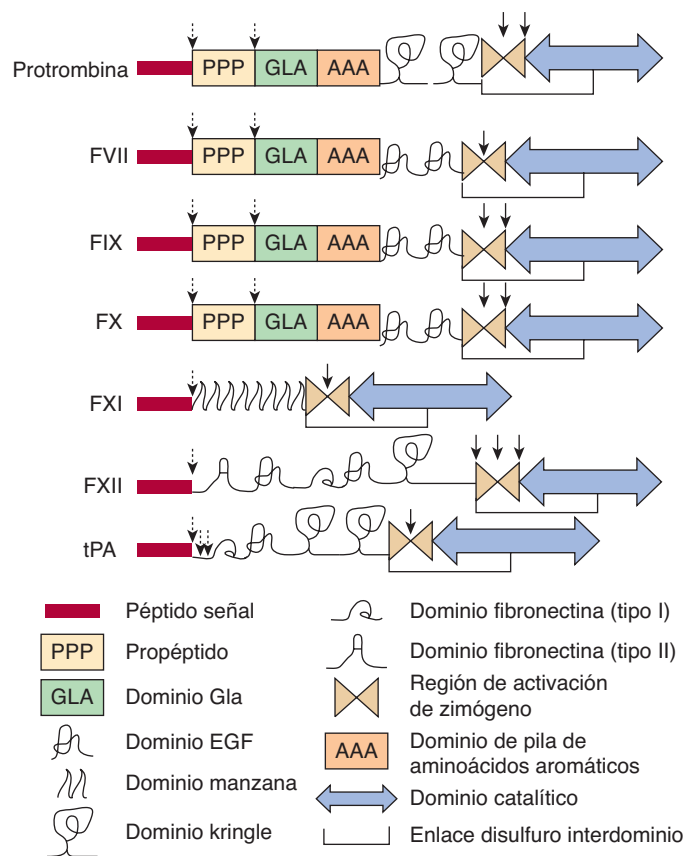 Protrombina PPP GLA AAA
FVII PPP GLA AAA
FIX PPP GLA AAA
FX PPP GLA AAA
FXI
FXII
tPA
Péptido señal
PPP Propéptido
GLA Dominio Gla
Dominio EGF
Dominio manzana
Dominio kringle
Dominio fibronectina (tipo I)
Dominio fibronectina (tipo II)
Región de activación
de zimógeno
AAA Dominio de pila de
aminoácidos aromáticos
Dominio catalítico
Enlace disulfuro interdominio